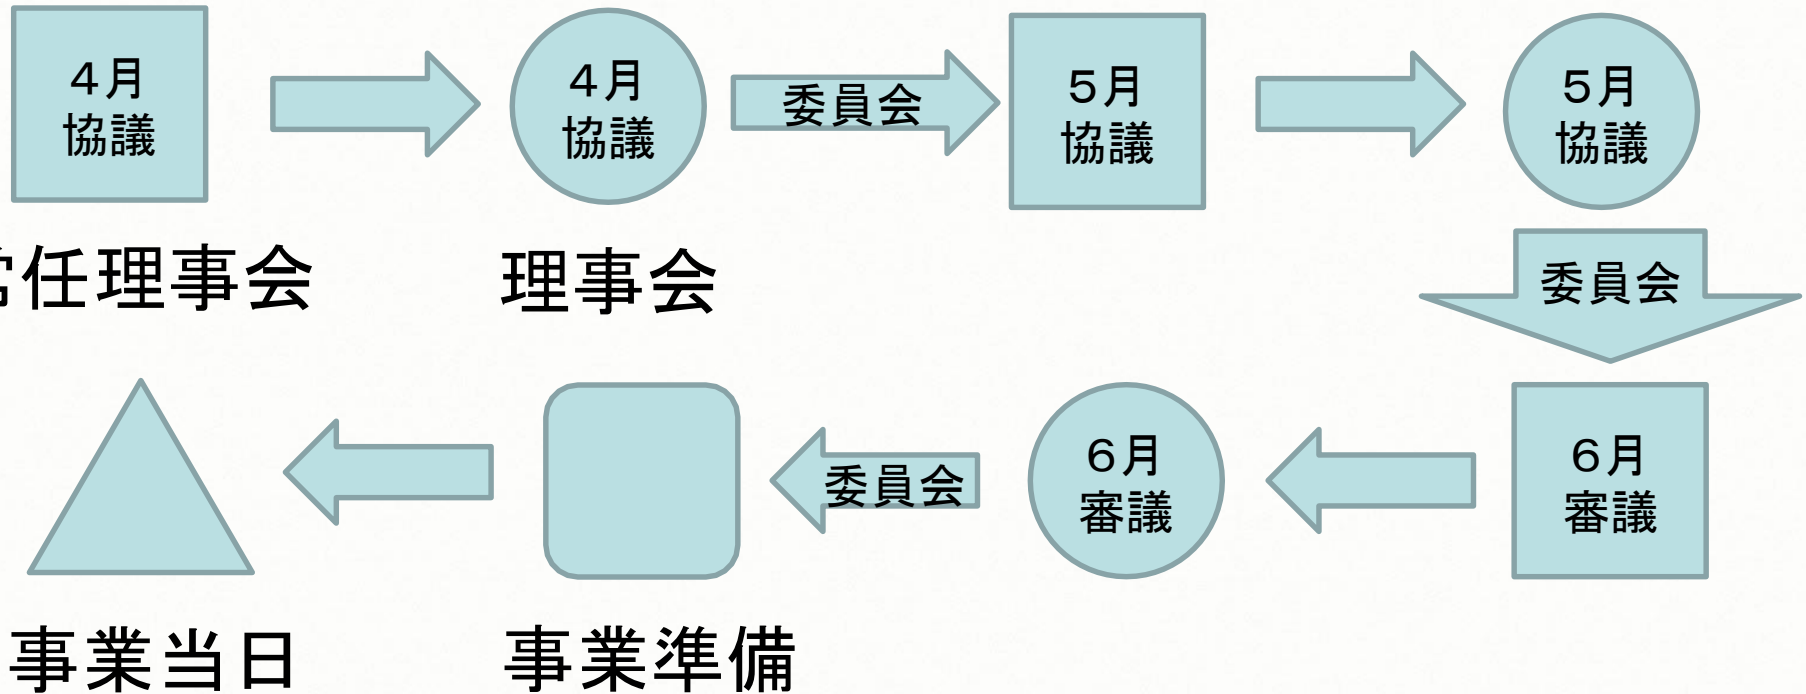 ４月
協議
４月
協議
委員会
５月
協議
５月
協議
常任理事会
理事会
委員会
６月
審議
６月
審議
委員会
事業当日
事業準備